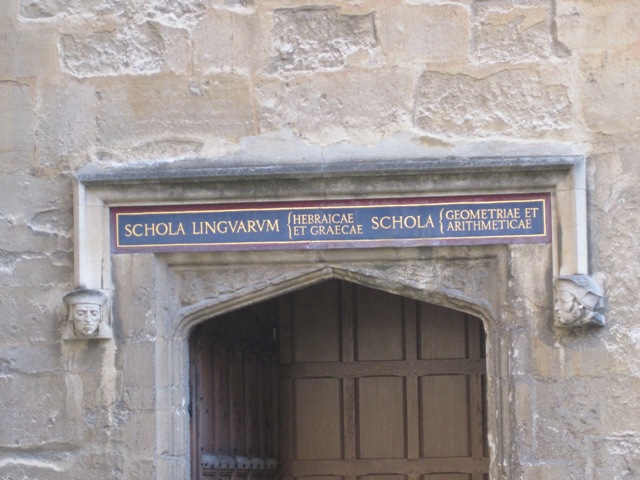 SCHOLA LINGVARVM {HEBRAICAE ET GRAECAE
SCHOLA {GEOMETRIAE ET ARITHMETICAE